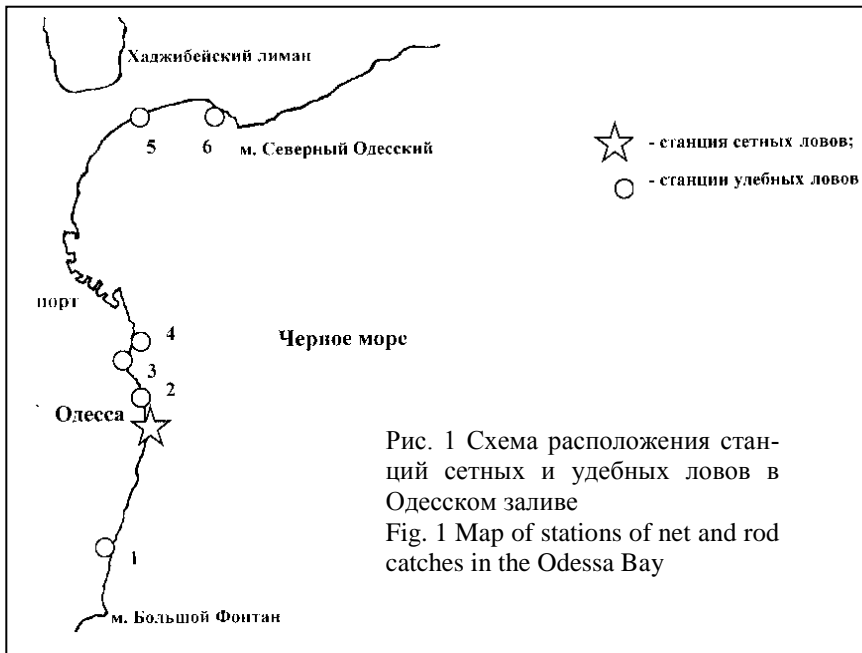 Хаджибейский лиман
5
6
м. Северный Одесский
- станция сетных ловов;
- станции улебных ловов
порт
4
Черное морс
3
2
Одесса
Рис. 1 Схема расположения стан-
ций сетных и удебных ловов в
Одесском заливе
Fig. 1 Map of stations of net and rod
catches in the Odessa Bay
1
м. Большой Фонтан